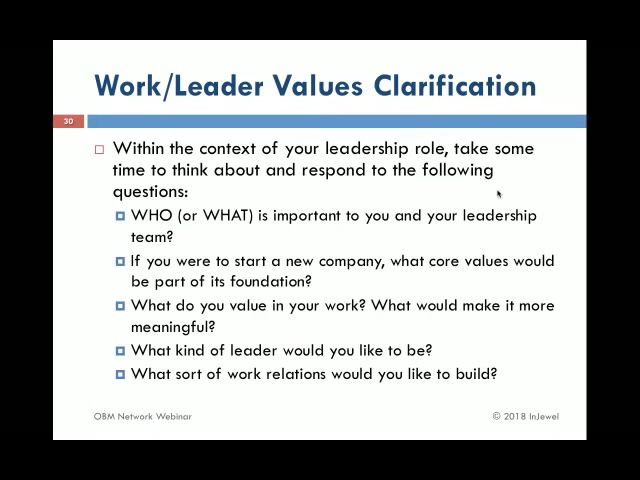 Work/Leader Values Clarification
30
Within the context of your leadership role, take some
time to think about and respond to the following
questions:
WHO (or WHAT) is important to you and your leadership
team?
If you were to start a new company, what core values would
be part of its foundation?
What do you value in your work? What would make it more
meaningful?
What kind of leader would you like to be?
What sort of work relations would you like to build?
OBM Network Webinar
© 2018 InJewel